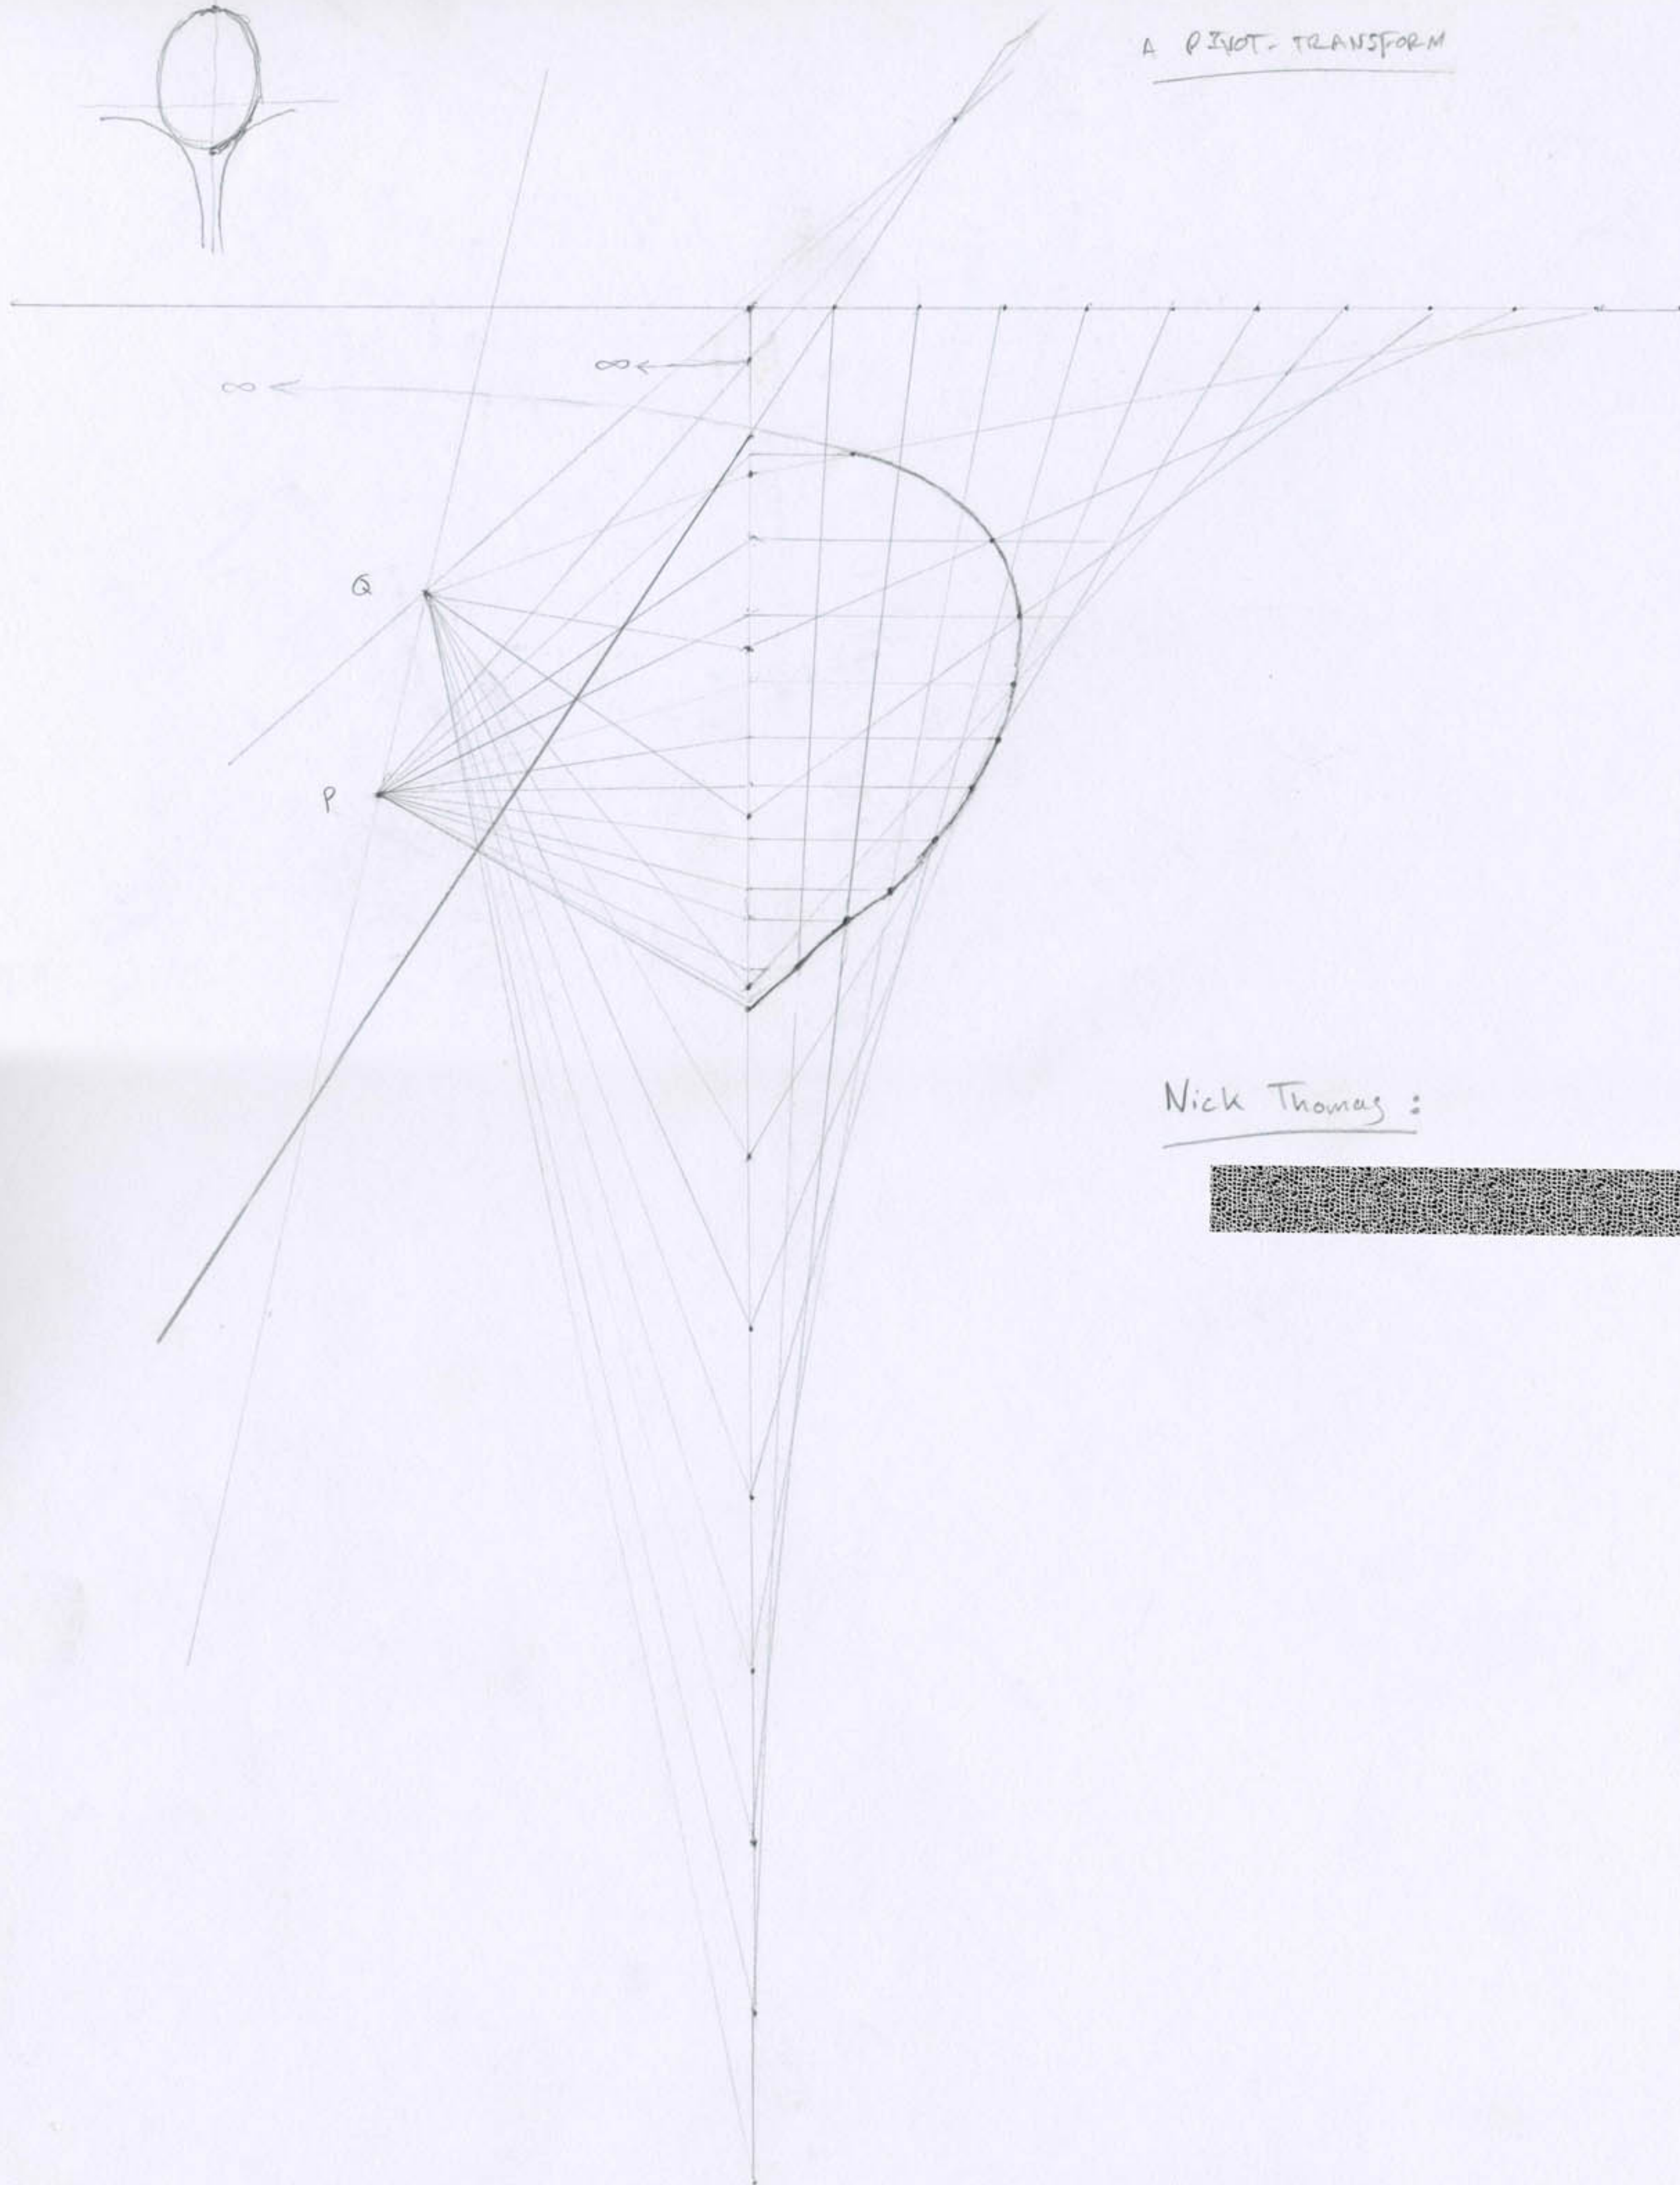 A PIVOT-TRANSFORM
∞ ←
∞ ←
Q
P
Nick Thomas :